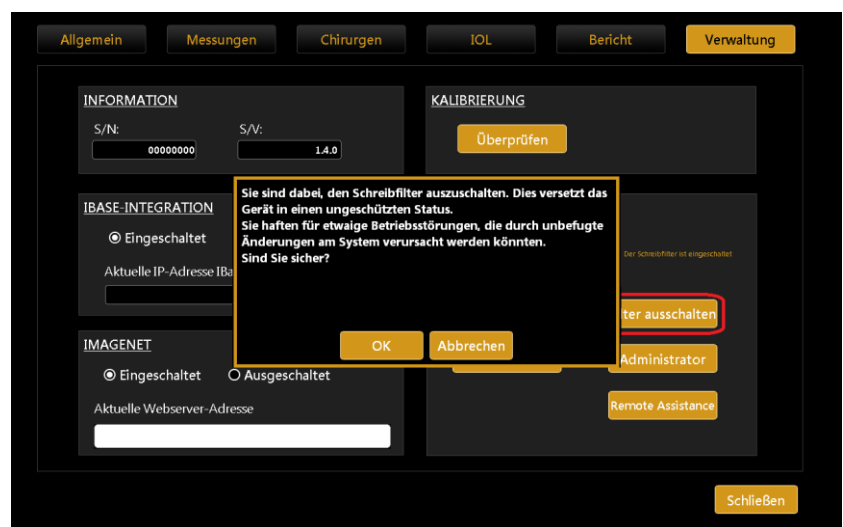 Allgemein
Messungen
Chirurgen
IOL
Bericht
Verwaltung
INFORMATION
S/N:
00000000
S/V:
1.4.0
KALIBRIERUNG
Überprüfen
IBASE-INTEGRATION
Eingeschaltet
Aktuelle IP-Adresse IBa
Sie sind dabei, den Schreibfilter auszuschalten. Dies versetzt das
Gerät in einen ungeschützten Status.
Sie haften für etwaige Betriebsstörungen, die durch unbefugte
Änderungen am System verursacht werden könnten.
Sind Sie sicher?
OK
Abbrechen
Der Schreibfilter ist eingeschaltet
lter ausschalten
Administrator
Remote Assistance
IMAGENET
Eingeschaltet
Ausgeschaltet
Aktuelle Webserver-Adresse
Schließen